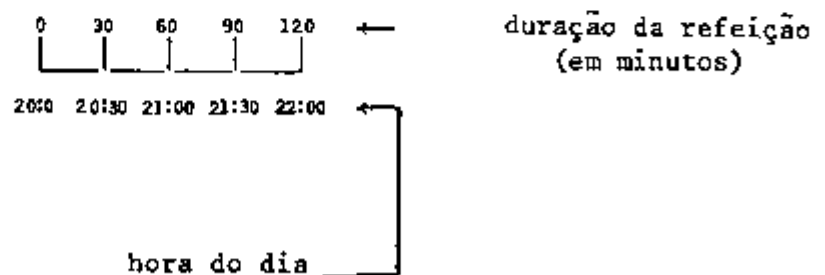 0 30 60 90 120 duração da refeição
(em minutos)
20:0 20:30 21:00 21:30 22:00
hora do dia